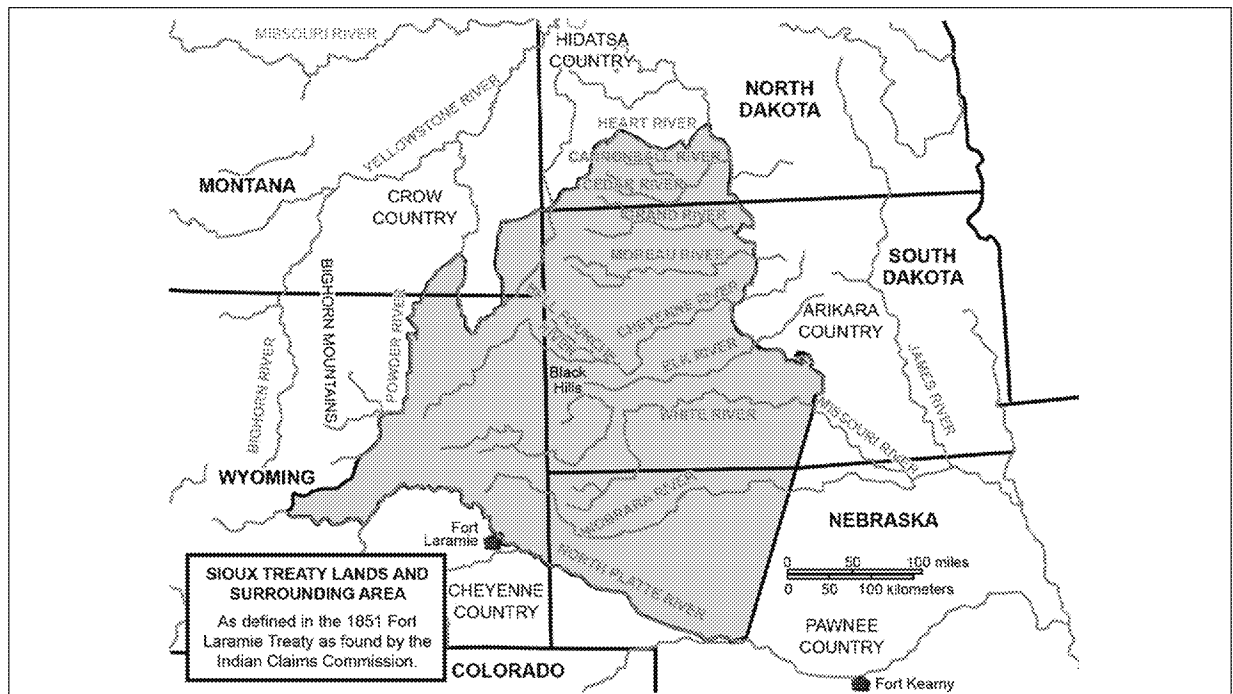 MISSOURI RIVER
HIDATSA
COUNTRY
NORTH
DAKOTA
YELLOWSTONE RIVER
HEART RIVER
CANNONBALL RIVER
CEDAR RIVER
GRAND RIVER
MONTANA
CROW
COUNTRY
MOREAU RIVER
SOUTH
DAKOTA
BIGHORN MOUNTAINS
POWDER RIVER
BIGHORN RIVER
CHEYENNE RIVER
ARIKARA
COUNTRY
ELK RIVER
JAMES RIVER
Black
Hills
WHITE RIVER
MISSOURI RIVER
WYOMING
NIOBRARA RIVER
NEBRASKA
Fort
Laramie
NORTH PLATTE RIVER
0 50 100 miles
0 50 100 kilometers
SIOUX TREATY LANDS AND
SURROUNDING AREA
As defined in the 1851 Fort
Laramie Treaty as found by the
Indian Claims Commission.
CHEYENNE
COUNTRY
PAWNEE
COUNTRY
COLORADO
Fort Kearny